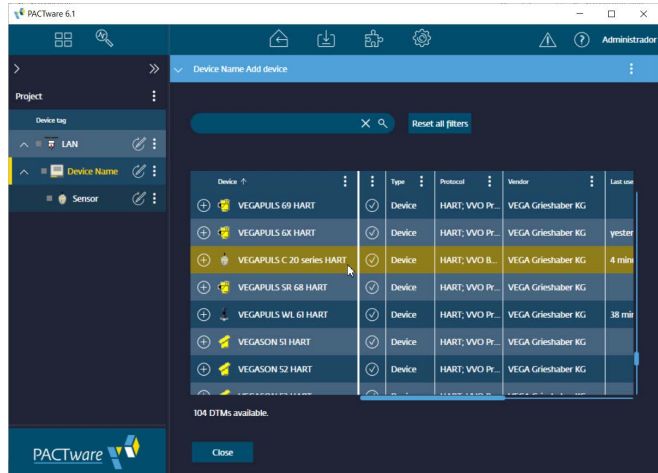 PACTware 6.1
Administrador
Device Name Add device
Project
Device tag
LAN
Device Name
Sensor
Reset all filters
Device Type Protocol Vendor Last use
VEGAPULS 69 HART Device HART; VVO Pr... VEGA Grieshaber KG
VEGAPULS 6X HART Device HART; VVO Pr... VEGA Grieshaber KG yester
VEGAPULS C 20 series HART Device HART; VVO B... VEGA Grieshaber KG 4 minu
VEGAPULS SR 68 HART Device HART; VVO Pr... VEGA Grieshaber KG
VEGAPULS WL 61 HART Device HART; VVO Pr... VEGA Grieshaber KG 38 min
VEGASON 51 HART Device HART; VVO Pr... VEGA Grieshaber KG
VEGASON 52 HART Device HART; VVO Pr... VEGA Grieshaber KG
104 DTMs available.
Close
PACTware